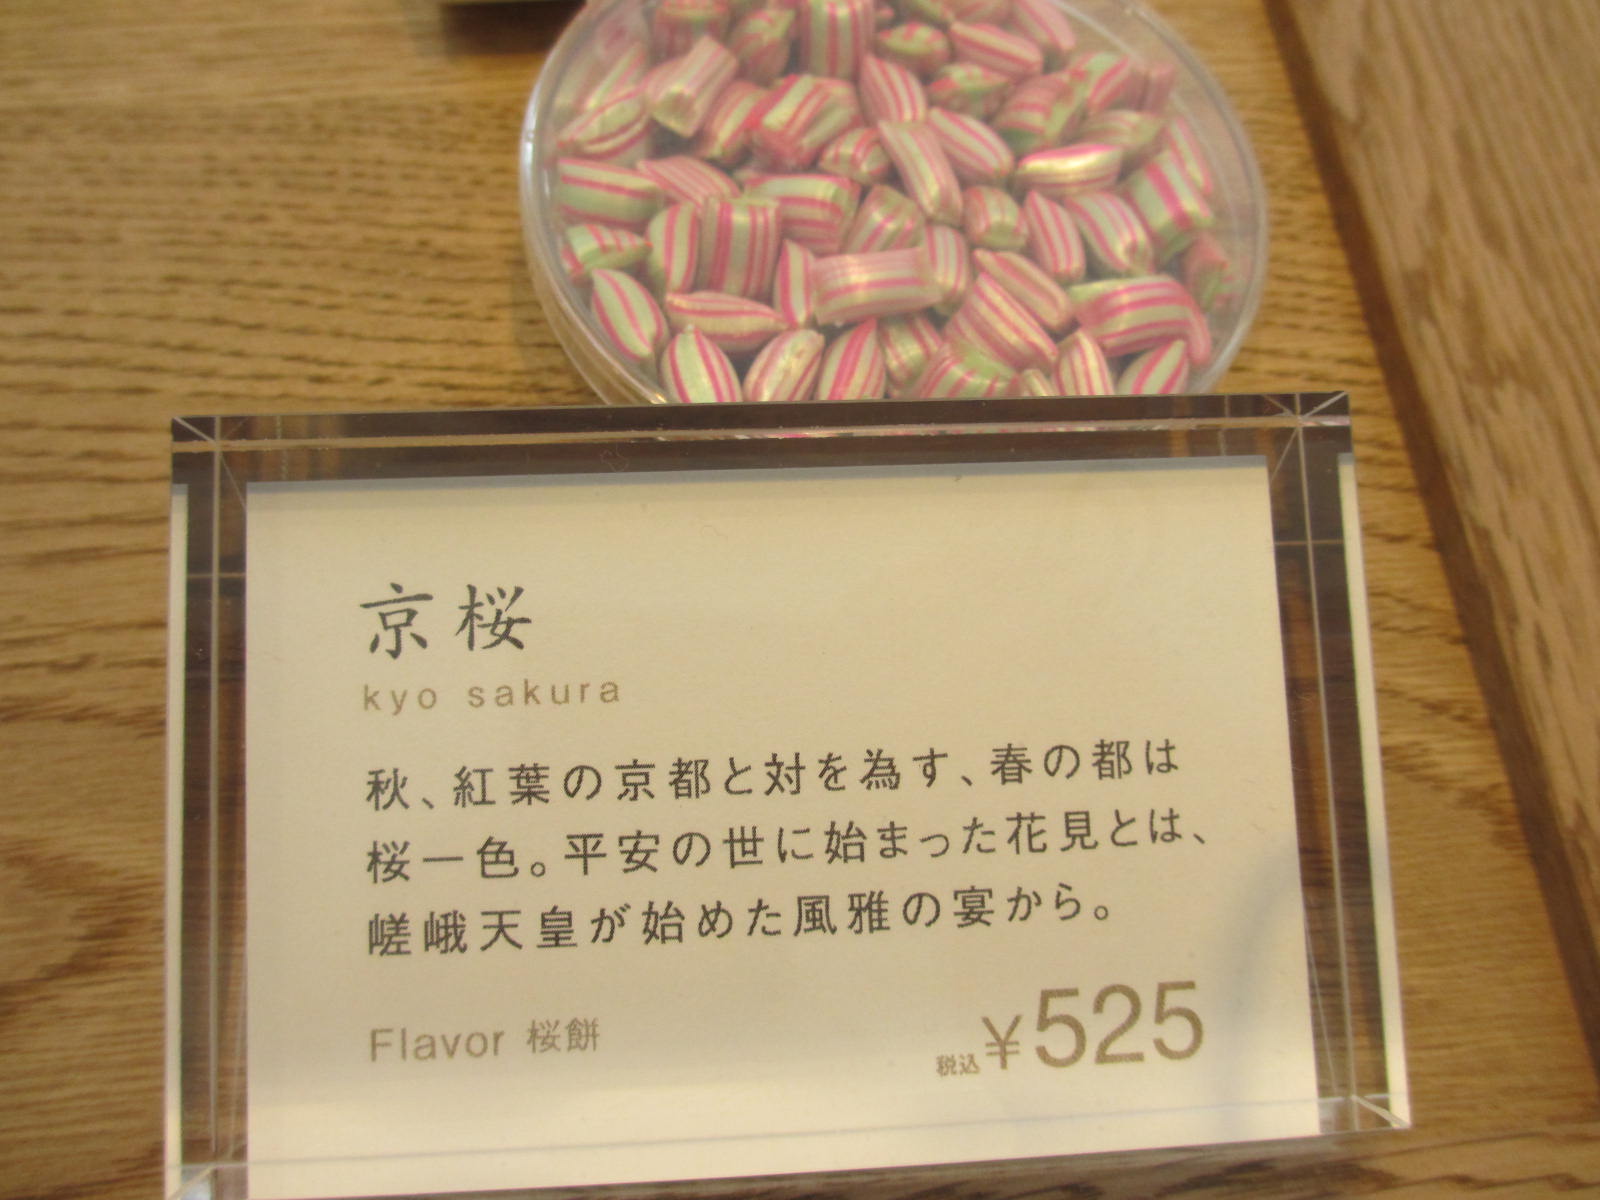 京桜
kyo sakura
秋、紅葉の京都と対を為す、春の都は
桜一色。平安の世に始まった花見とは、
嵯峨天皇が始めた風雅の宴から。
Flavor 桜餅
税込¥525